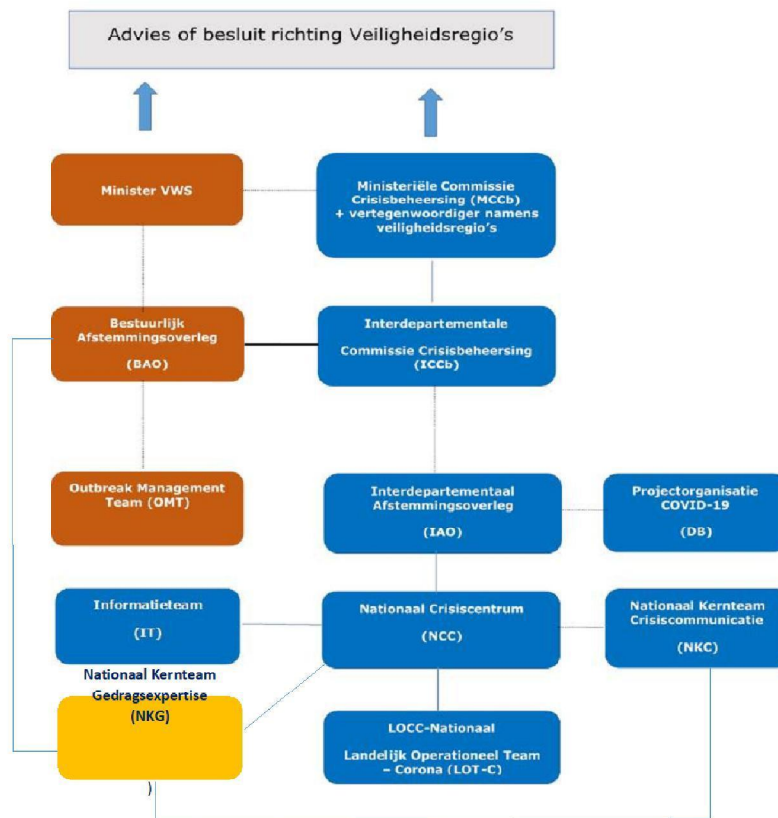 Advies of besluit richting Veiligheidsregio's
Minister VWS
Ministeriële Commissie
Crisisbeheersing (MCCb)
+ vertegenwoordiger namens
veiligheidsregio's
Bestuurlijk
Afstemmingsoverleg
(BAO)
Interdepartementale
Commissie Crisisbeheersing
(ICCb)
Outbreak Management
Team (OMT)
Interdepartementaal
Afstemmingsoverleg
(IAO)
Projectorganisatie
COVID-19
(DB)
Informatieteam
(IT)
Nationaal Crisiscentrum
(NCC)
Nationaal Kernteam
Crisiscommunicatie
(NKC)
Nationaal Kernteam
Gedragsexpertise
(NKG)
)
LOCC-Nationaal
Landelijk Operationeel Team
– Corona (LOT-C)